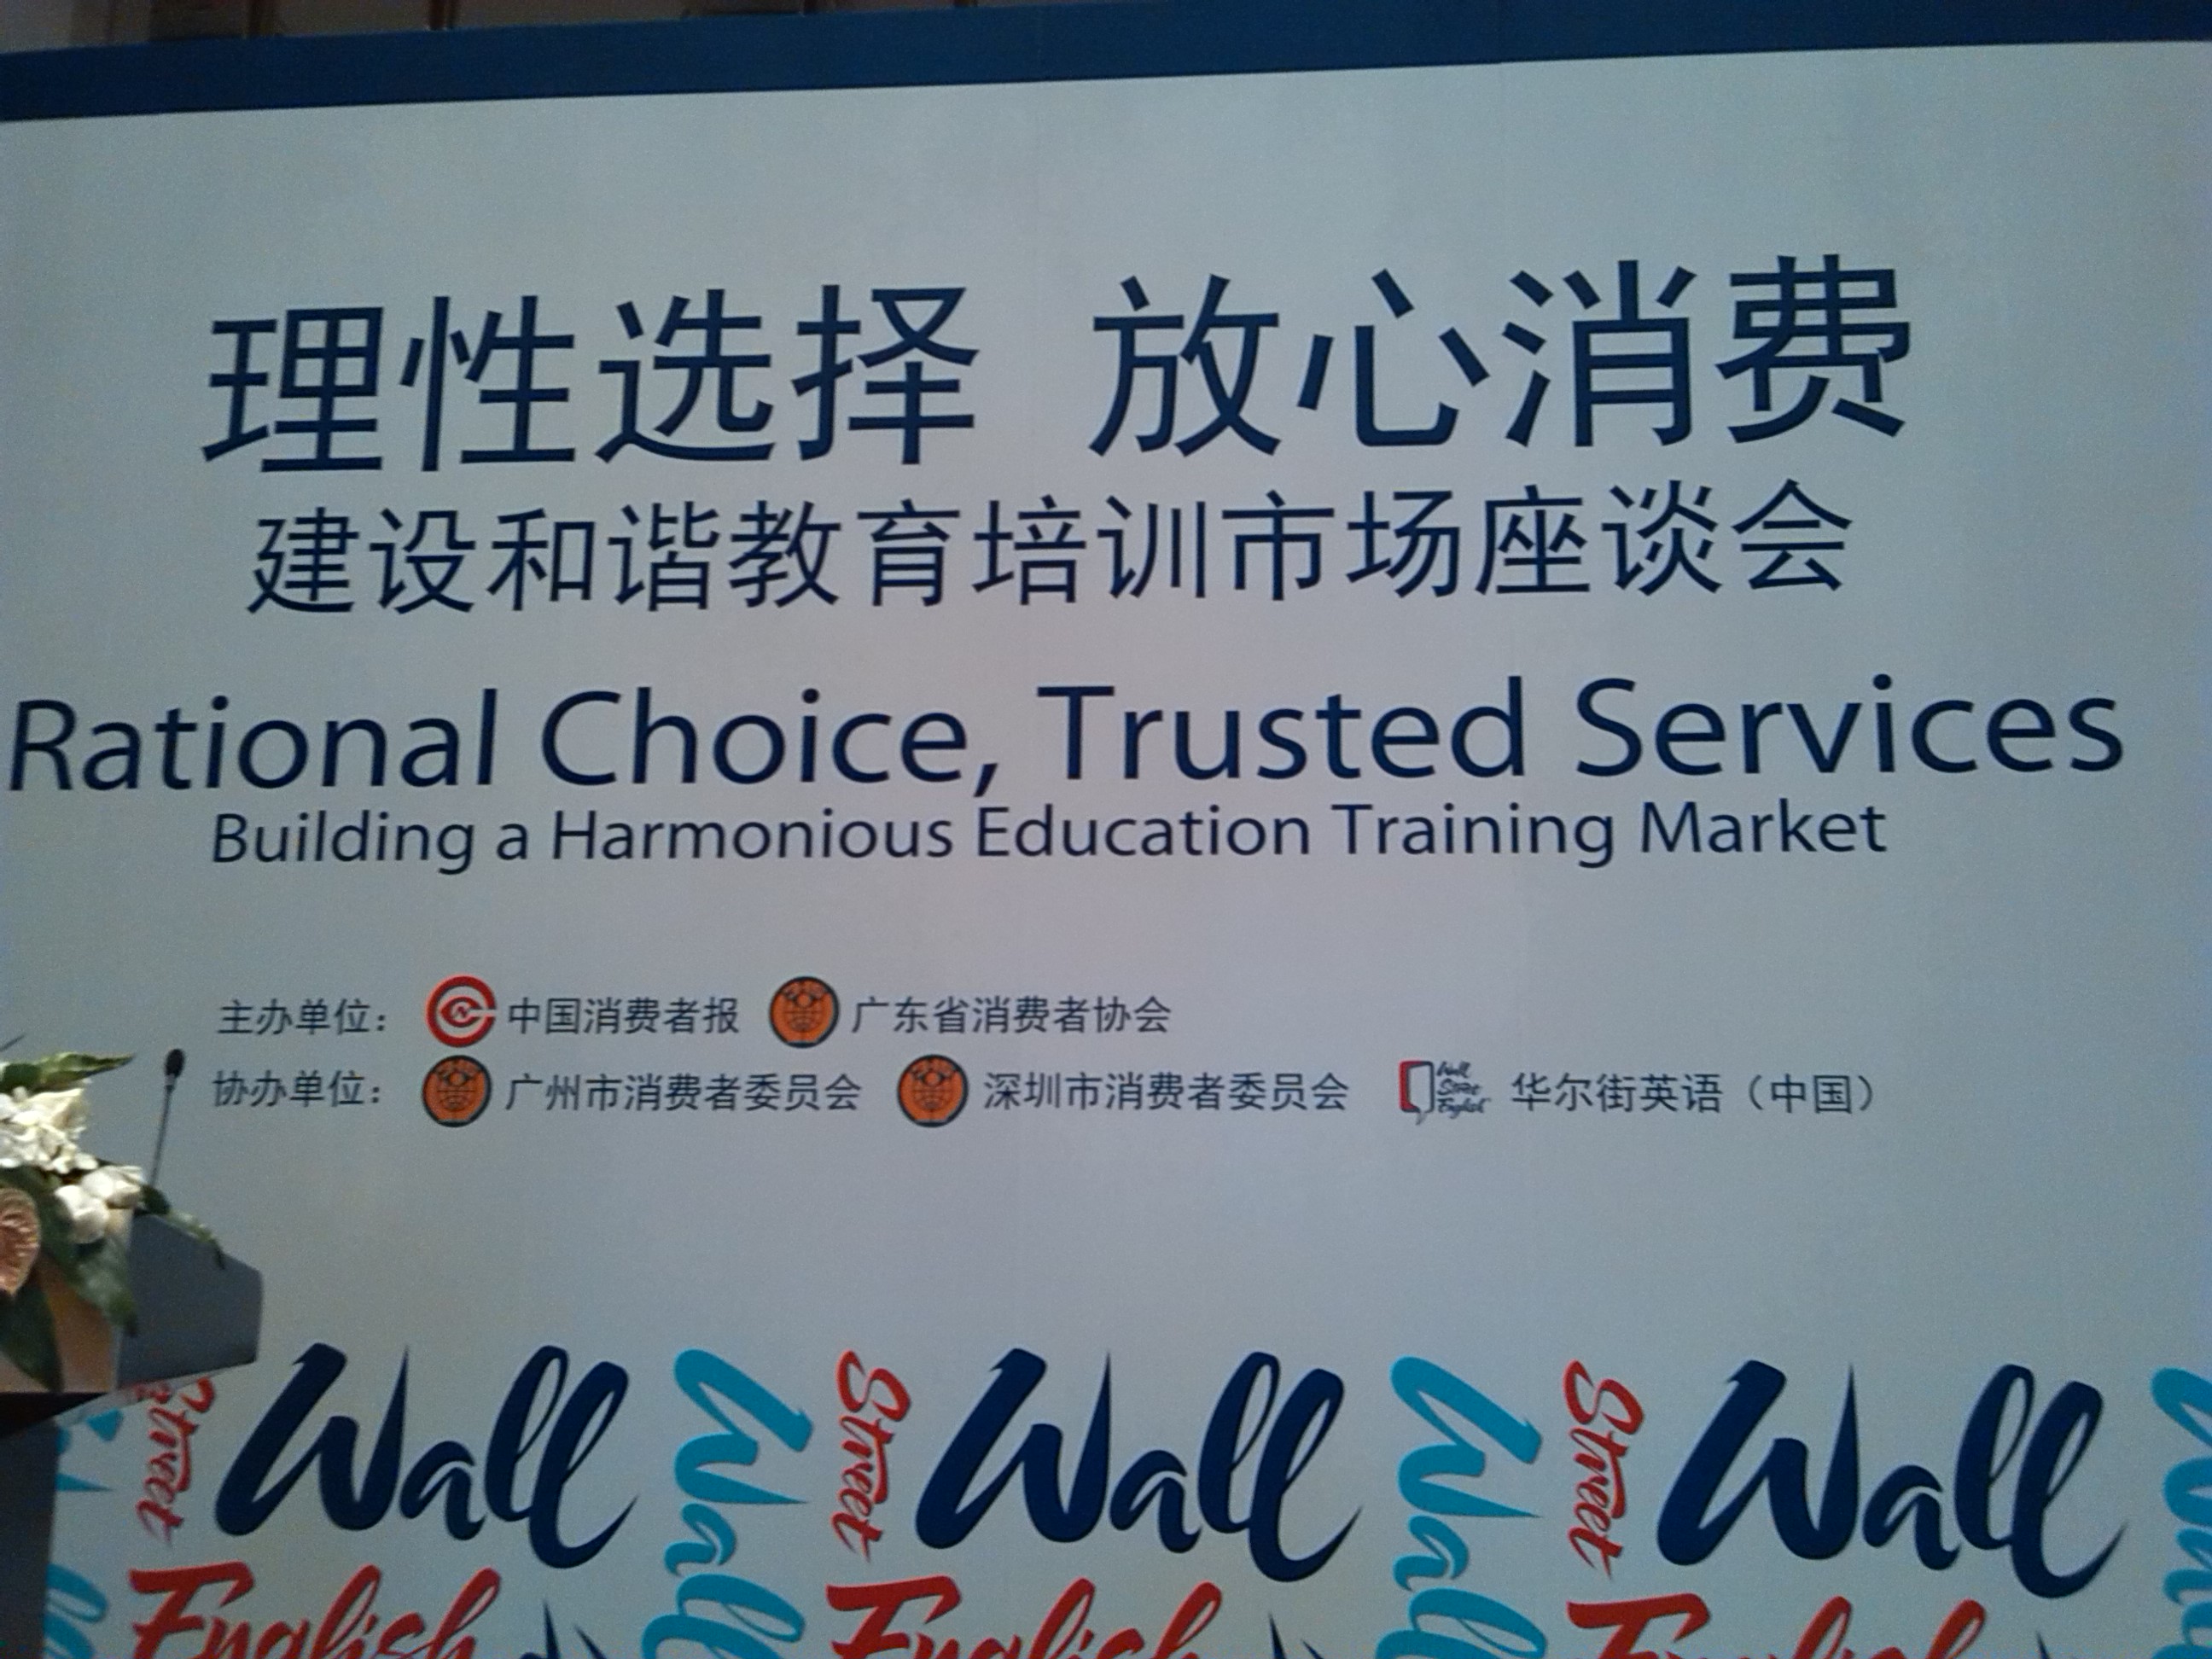 理性选择 放心消费
建设和谐教育培训市场座谈会
Rational Choice, Trusted Services
Building a Harmonious Education Training Market
主办单位： 中国消费者报 广东省消费者协会
协办单位： 广州市消费者委员会 深圳市消费者委员会 Wall Street English 华尔街英语（中国）
Street Wall Wall Street Wall Wall Street Wall
English English English